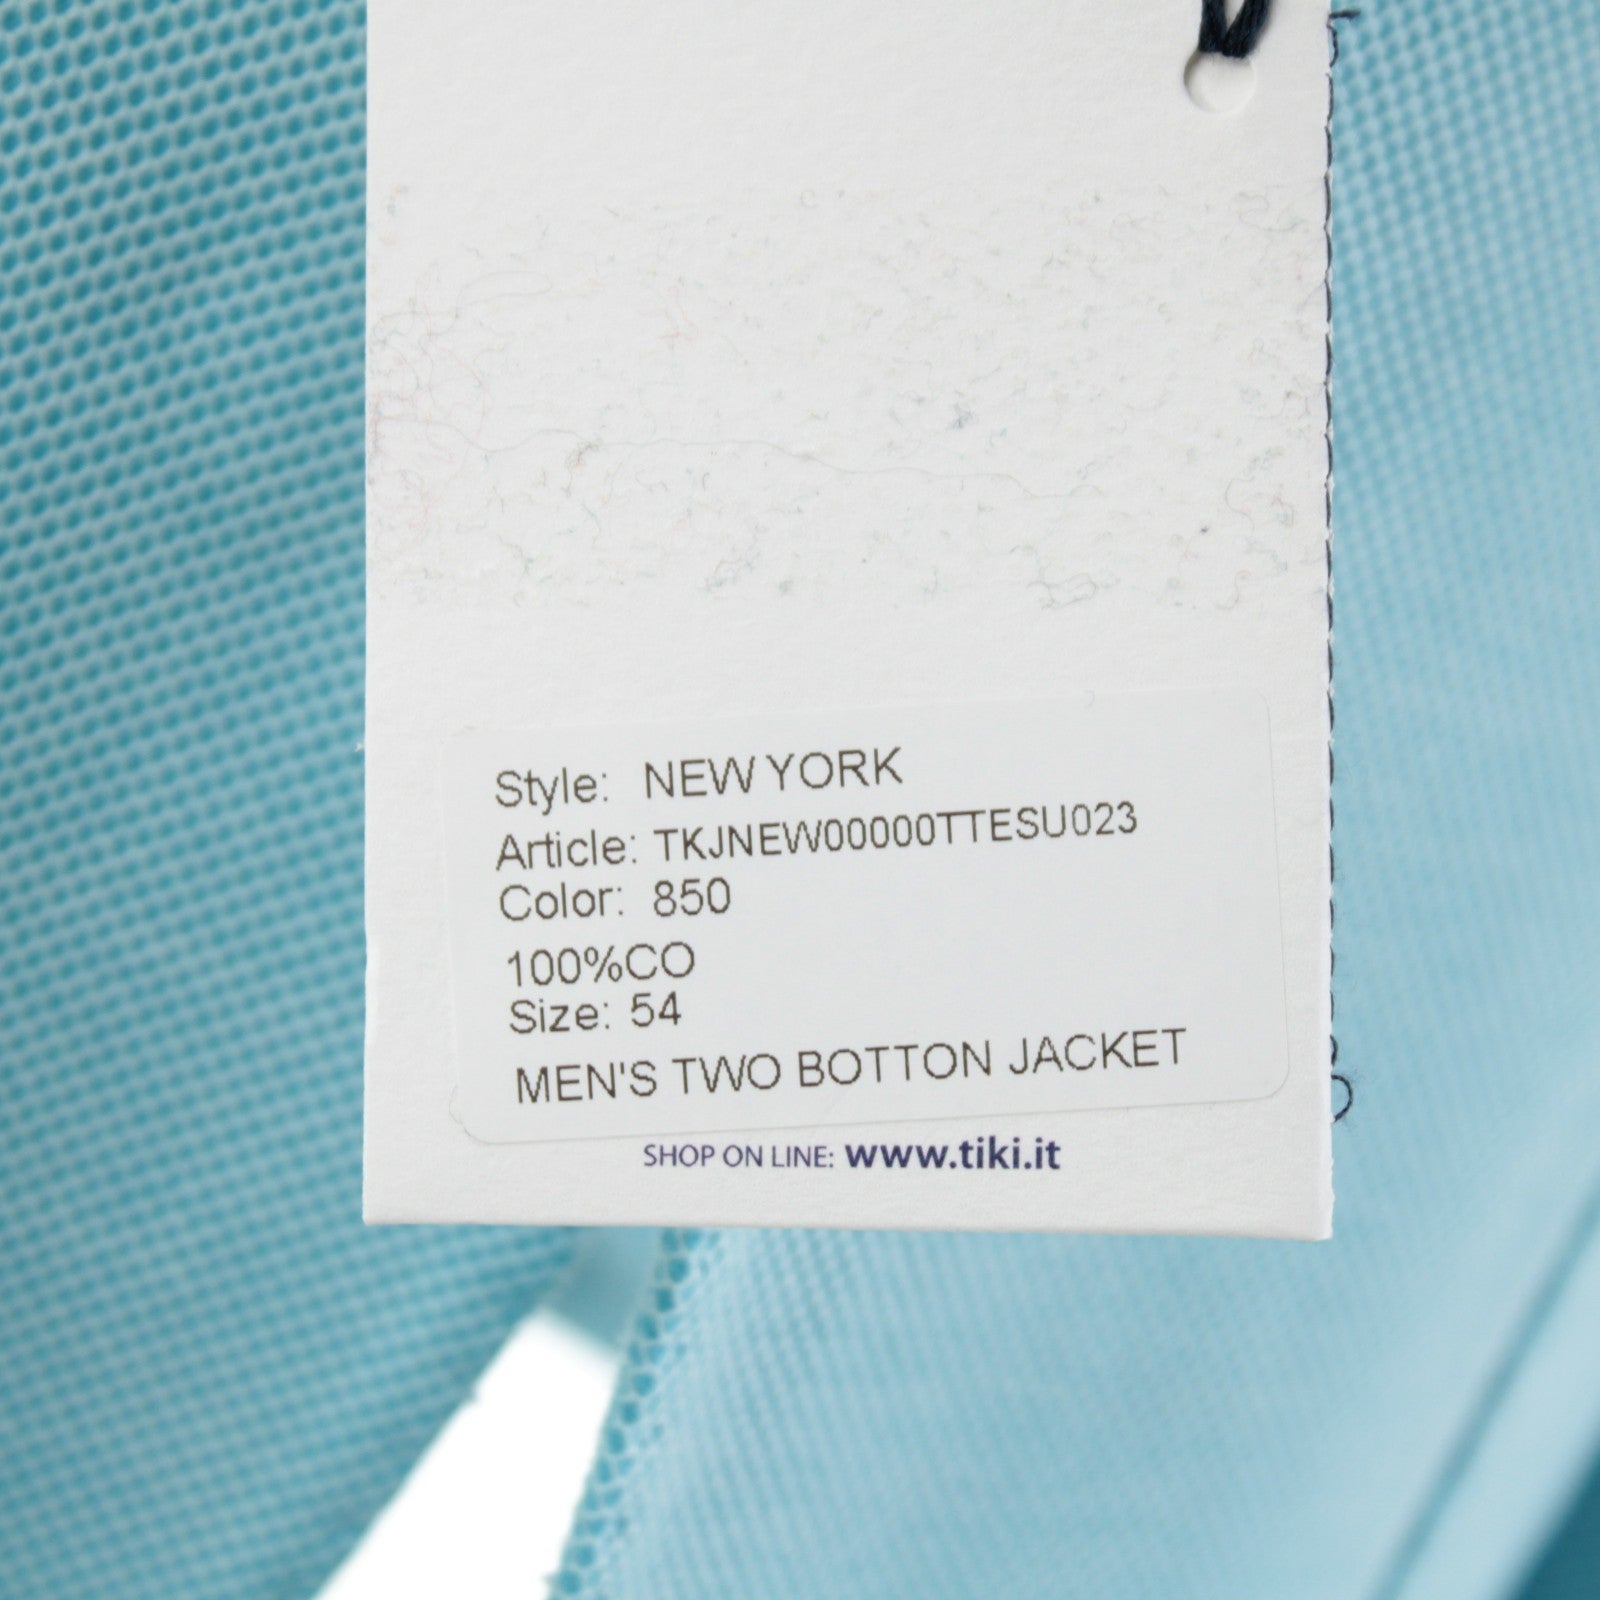 Style: NEW YORK
Article: TKJNEW00000TTESU023
Color: 850
100%CO
Size: 54
MEN'S TWO BOTTON JACKET
SHOP ON LINE: www.tiki.it